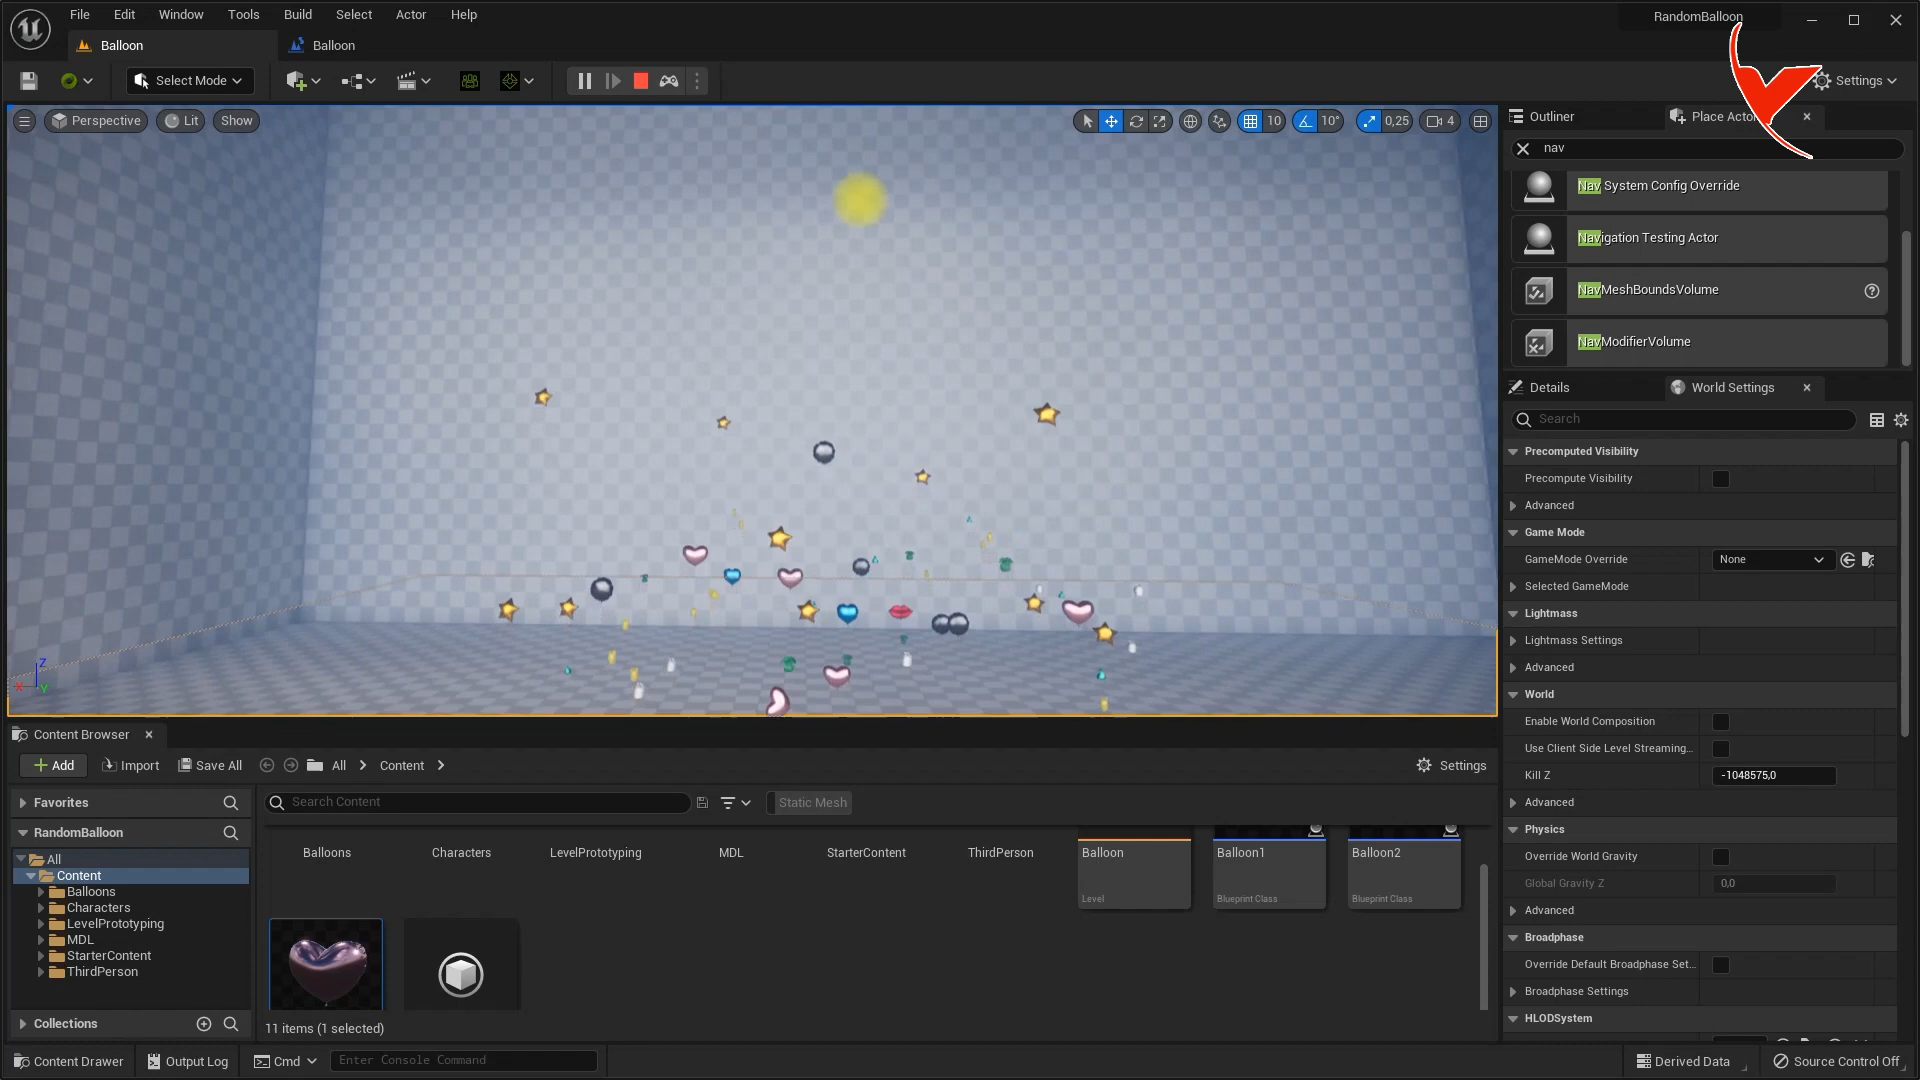 File Edit Window Tools Build Select Actor Help
RandomBalloon
Balloon
Balloon
Select Mode
Settings
Perspective
Lit
Show
10
10°
0,25
4
Outliner
Place Acto
nav
Nav System Config Override
Navigation Testing Actor
NavMeshBoundsVolume
NavModifierVolume
Details
World Settings
Search
Precomputed Visibility
Precompute Visibility
Advanced
Game Mode
GameMode Override
None
Selected GameMode
Lightmass
Lightmass Settings
Advanced
World
Enable World Composition
Use Client Side Level Streaming...
Kill Z
-1048575,0
Advanced
Physics
Override World Gravity
Global Gravity Z
0,0
Advanced
Broadphase
Override Default Broadphase Set...
Broadphase Settings
HLODSystem
Z
X
Y
Content Browser
Add
Import
Save All
All
Content
Settings
Favorites
RandomBalloon
All
Content
Balloons
Characters
LevelPrototyping
MDL
StarterContent
ThirdPerson
Collections
Search Content
Static Mesh
Balloons
Characters
LevelPrototyping
MDL
StarterContent
ThirdPerson
Balloon
Level
Balloon1
Blueprint Class
Balloon2
Blueprint Class
11 items (1 selected)
Content Drawer
Output Log
Cmd
Enter Console Command
Derived Data
Source Control Off